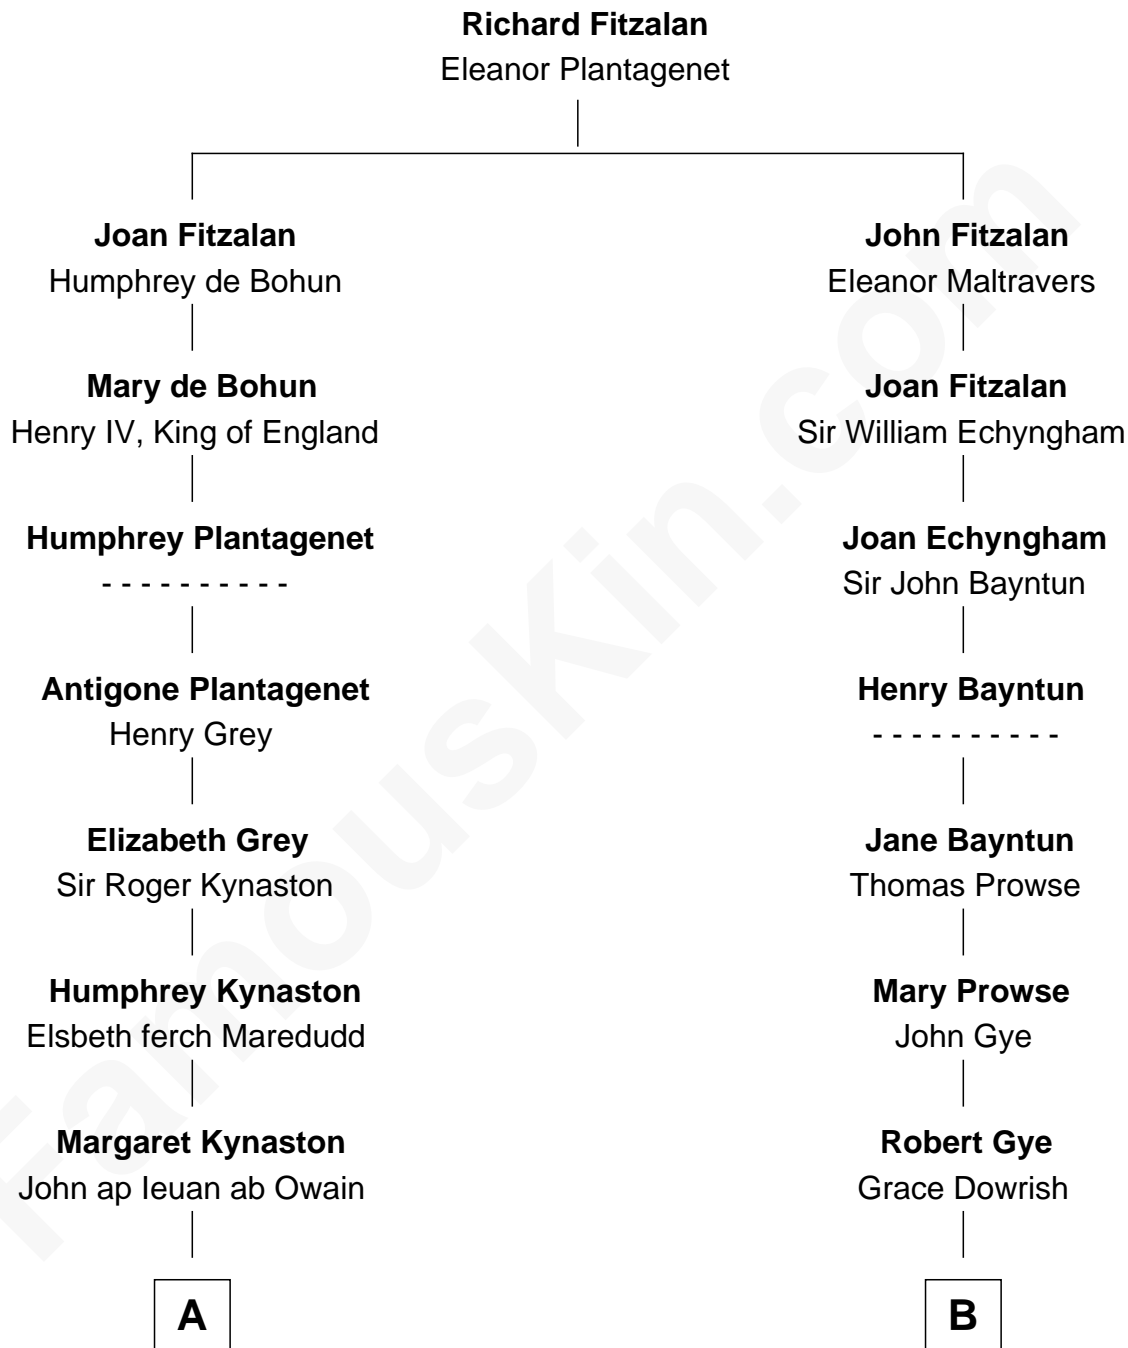 Richard Fitzalan
Eleanor Plantagenet
Joan Fitzalan
Humphrey de Bohun
Mary de Bohun
Henry IV, King of England
Humphrey Plantagenet
- - - - - - - - - -
Antigone Plantagenet
Henry Grey
Elizabeth Grey
Sir Roger Kynaston
Humphrey Kynaston
Elsbeth ferch Maredudd
Margaret Kynaston
John ap Ieuan ab Owain
A
John Fitzalan
Eleanor Maltravers
Joan Fitzalan
Sir William Echyngham
Joan Echyngham
Sir John Bayntun
Henry Bayntun
- - - - - - - - - -
Jane Bayntun
Thomas Prowse
Mary Prowse
John Gye
Robert Gye
Grace Dowrish
B
FamousKin.com